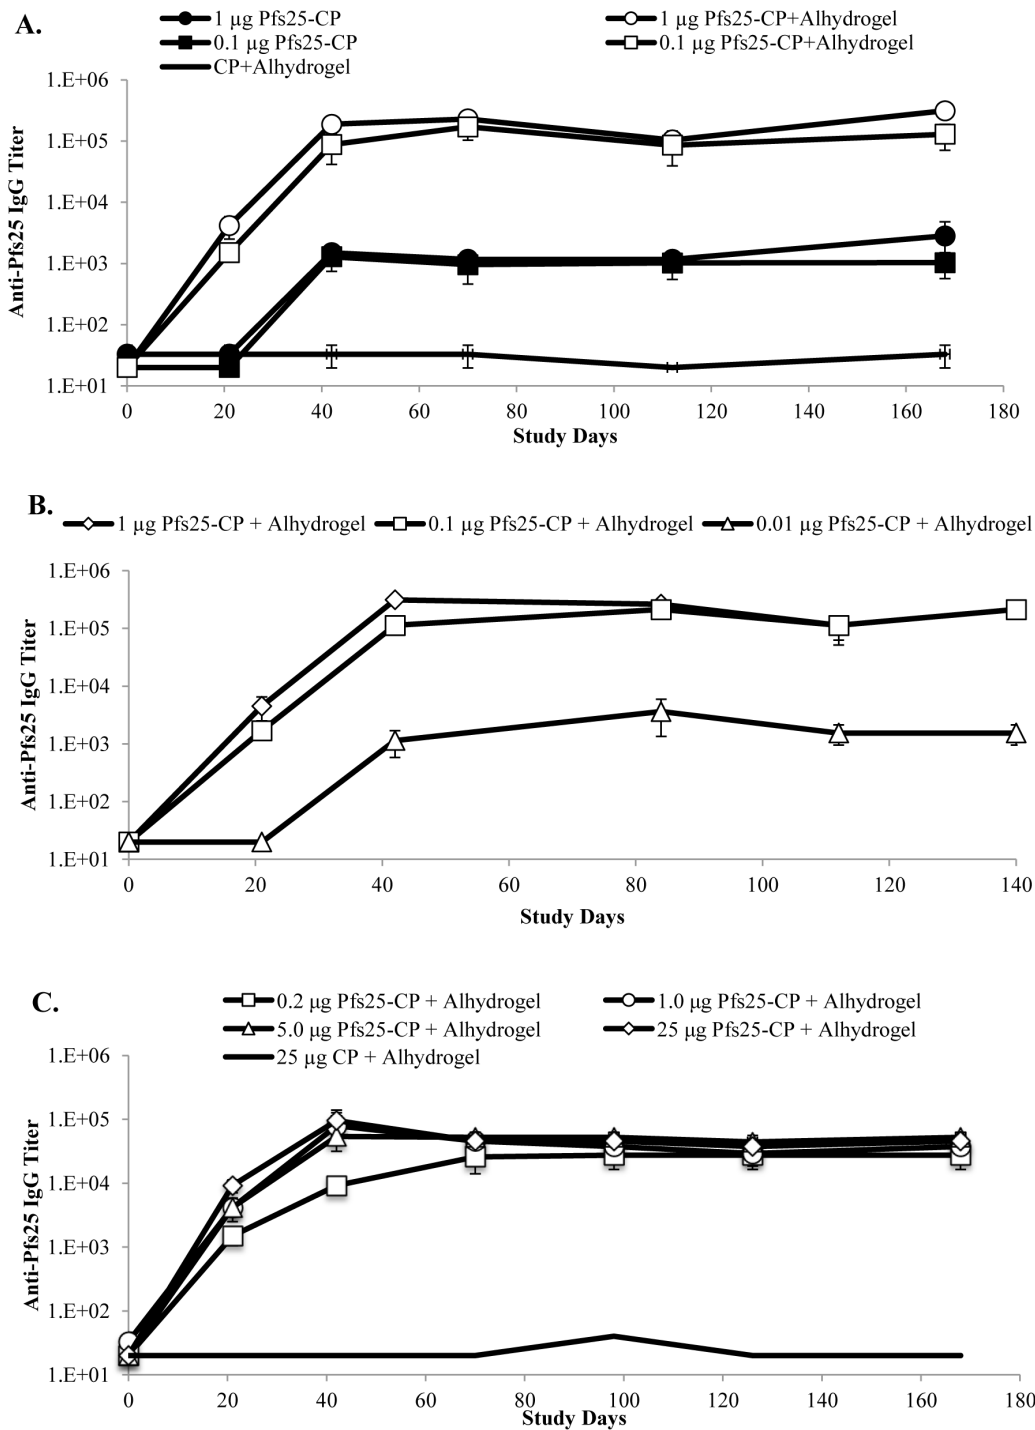 A.
1 µg Pfs25-CP 1 µg Pfs25-CP+Alhydrogel
0.1 µg Pfs25-CP 0.1 µg Pfs25-CP+Alhydrogel
CP+Alhydrogel
Anti-Pfs25 IgG Titer
1.E+06
1.E+05
1.E+04
1.E+03
1.E+02
1.E+01
0 20 40 60 80 100 120 140 160 180
Study Days
B.
1 µg Pfs25-CP + Alhydrogel 0.1 µg Pfs25-CP + Alhydrogel 0.01 µg Pfs25-CP + Alhydrogel
Anti-Pfs25 IgG Titer
1.E+06
1.E+05
1.E+04
1.E+03
1.E+02
1.E+01
0 20 40 60 80 100 120 140
Study Days
C.
0.2 µg Pfs25-CP + Alhydrogel 1.0 µg Pfs25-CP + Alhydrogel
5.0 µg Pfs25-CP + Alhydrogel 25 µg Pfs25-CP + Alhydrogel
25 µg CP + Alhydrogel
Anti-Pfs25 IgG Titer
1.E+06
1.E+05
1.E+04
1.E+03
1.E+02
1.E+01
0 20 40 60 80 100 120 140 160 180
Study Days